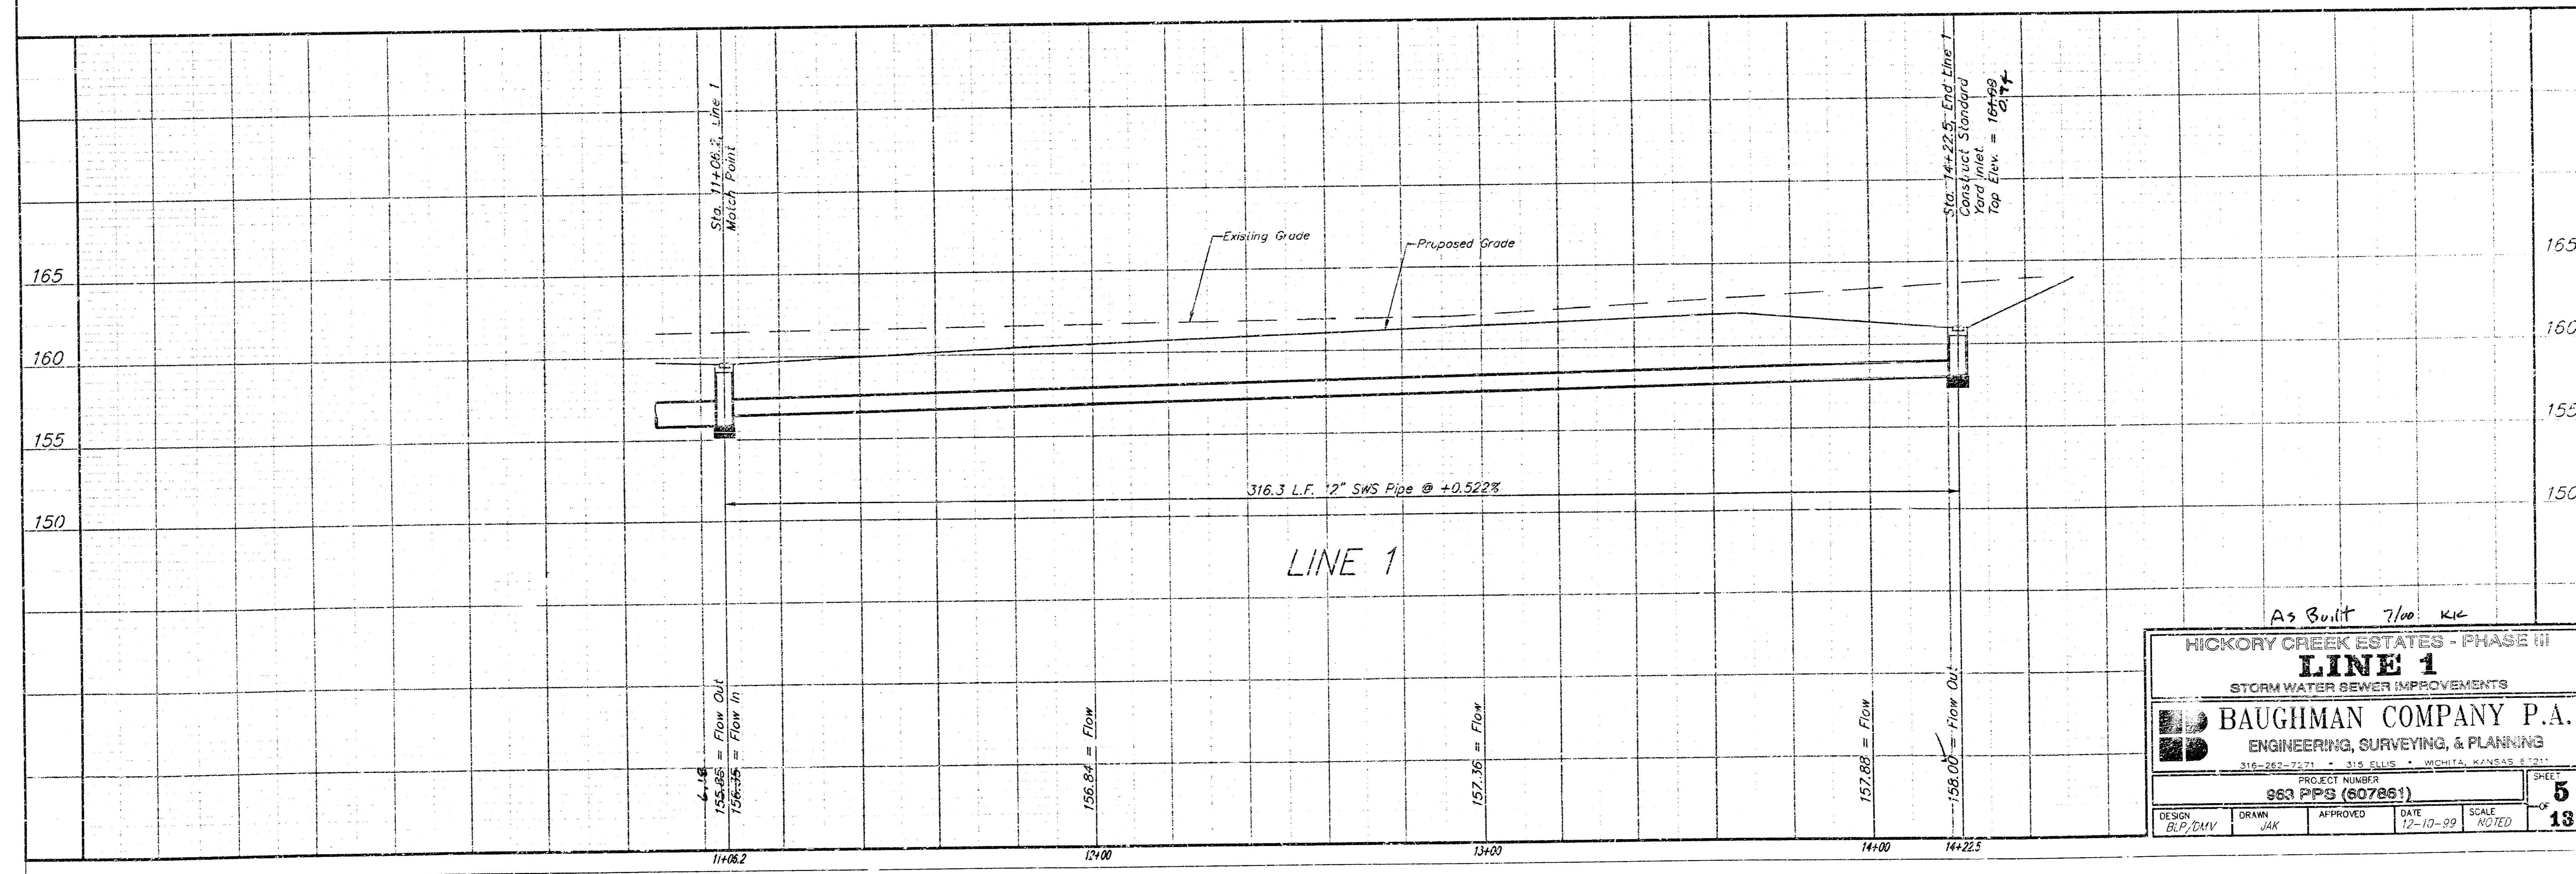 Sta. 11+06.2, Line 1
Match Point
Sta. 14+22.5, End Line 1
Construct Standard
Yard Inlet.
Top Elev. =
0.94
Existing Grade
Proposed Grade
165
160
155
150
165
160
155
150
316.3 L.F. 12" SWS Pipe @ +0.522%
LINE 1
6.18
155.85 = Flow Out
156.35 = Flow In
156.84 = Flow
157.36 = Flow
157.88 = Flow
158.00 = Flow Out
11+06.2
12+00
13+00
14+00
14+22.5
As Built 7/00 KK
HICKORY CREEK ESTATES - PHASE III
LINE 1
STORM WATER SEWER IMPROVEMENTS
BAUGHMAN COMPANY P.A.
ENGINEERING, SURVEYING, & PLANNING
316-262-7271 • 315 ELLIS • WICHITA, KANSAS 67211
PROJECT NUMBER
963 PPS (607861)
SHEET
5
OF
13
DESIGN
BLP/DMV
DRAWN
JAK
APPROVED
DATE
12-10-99
SCALE
NOTED